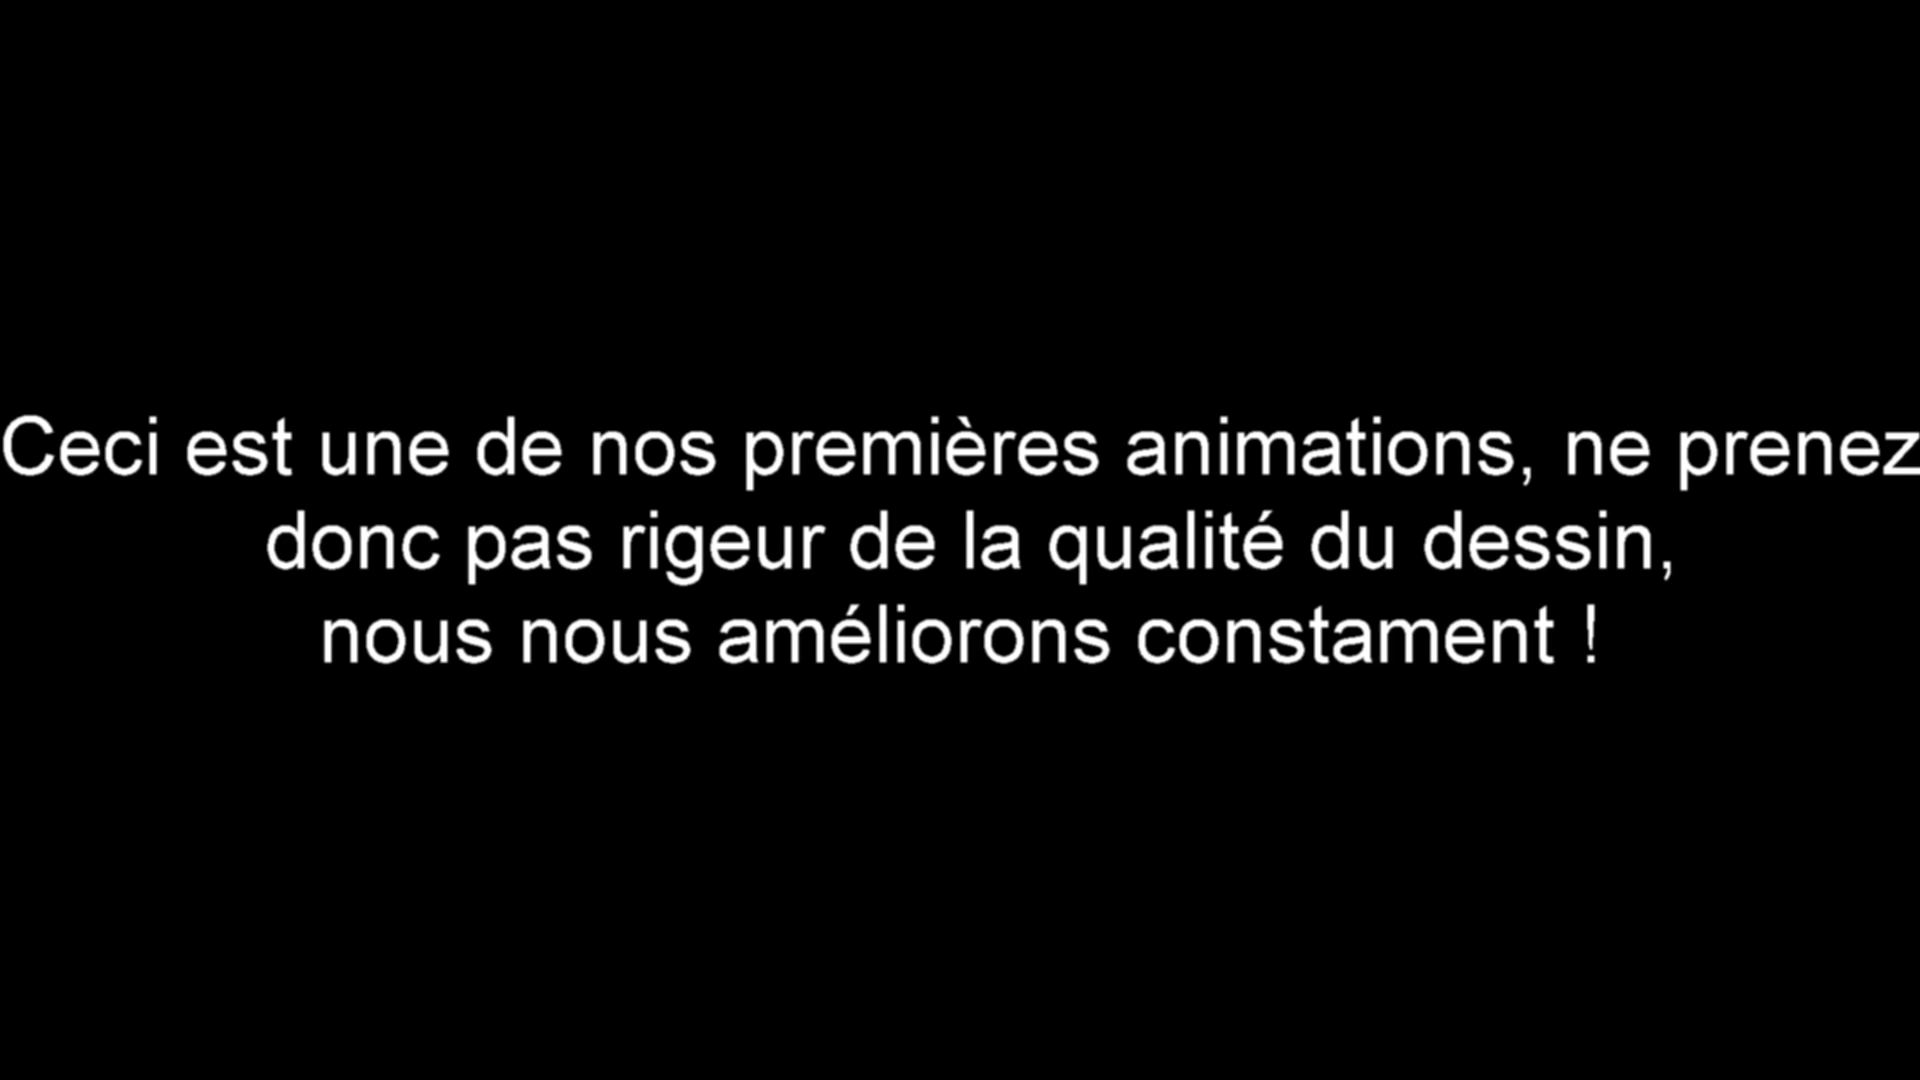 Ceci est une de nos premières animations, ne prenez
donc pas rigeur de la qualité du dessin,
nous nous améliorons constament !